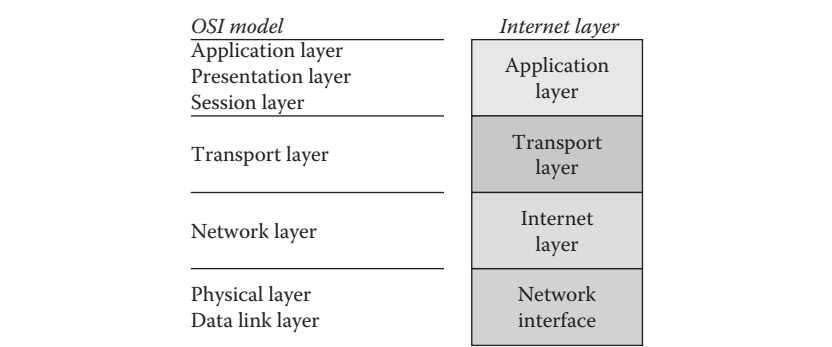 OSI model
Internet layer
Application layer
Presentation layer
Session layer
Application
layer
Transport layer
Transport
layer
Network layer
Internet
layer
Physical layer
Data link layer
Network
interface